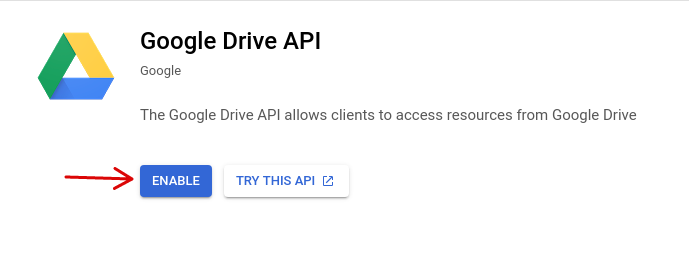 Google Drive API
Google
The Google Drive API allows clients to access resources from Google Drive
ENABLE
TRY THIS API